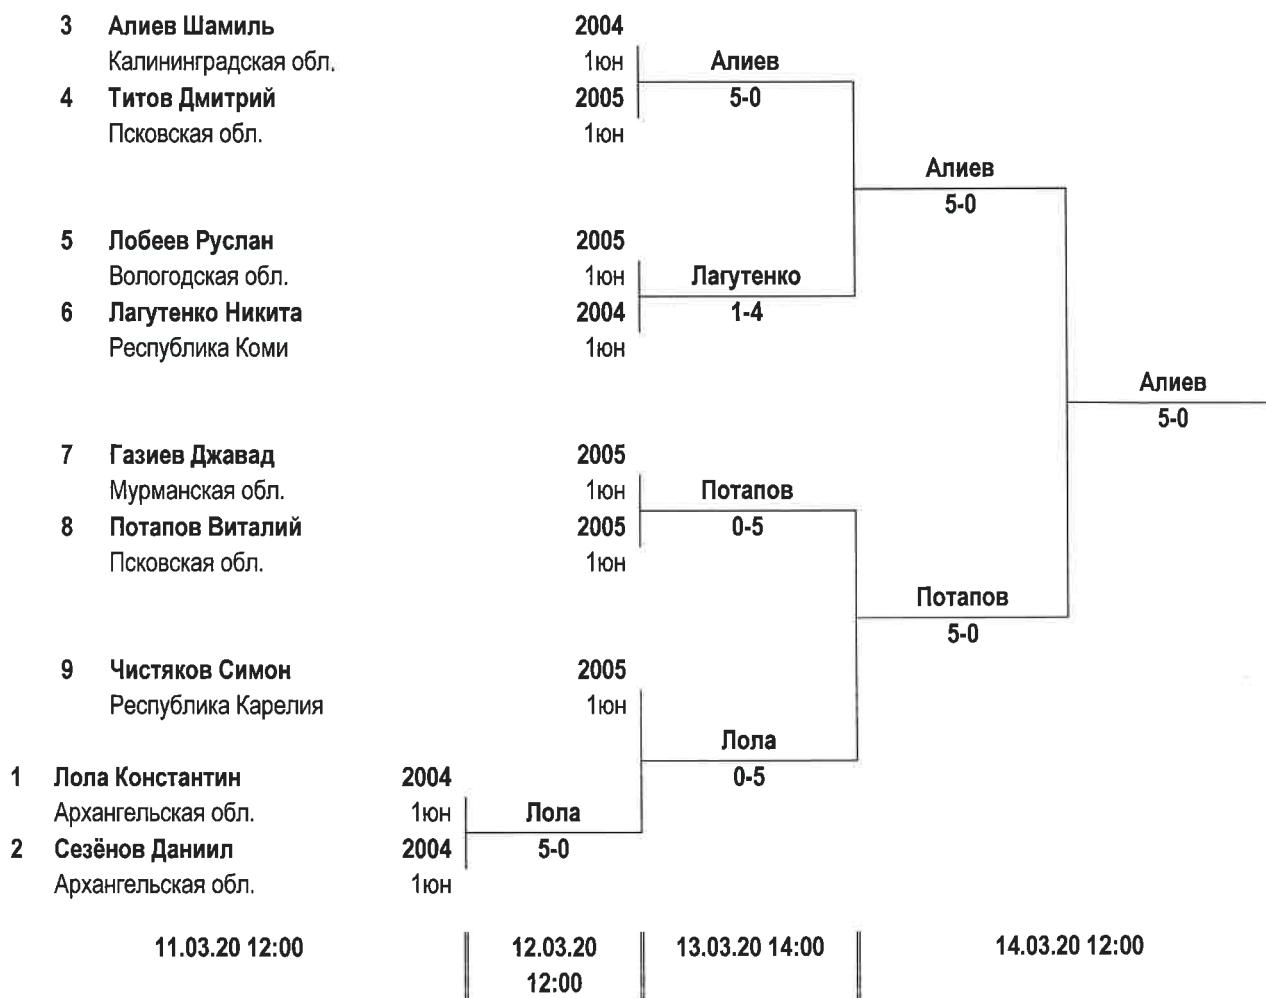 3 Алиев Шамиль 2004
Калининградская обл. 1юн Алиев
4 Титов Дмитрий 2005 5-0
Псковская обл. 1юн
Алиев
5-0
5 Лобеев Руслан 2005
Вологодская обл. 1юн Лагутенко
6 Лагутенко Никита 2004 1-4
Республика Коми 1юн
Алиев
5-0
7 Газиев Джавад 2005
Мурманская обл. 1юн Потапов
8 Потапов Виталий 2005 0-5
Псковская обл. 1юн
Потапов
5-0
9 Чистяков Симон 2005
Республика Карелия 1юн
Лола
0-5
1 Лола Константин 2004
Архангельская обл. 1юн Лола
2 Сезёнов Даниил 2004 5-0
Архангельская обл. 1юн
11.03.20 12:00 12.03.20 13.03.20 14:00 14.03.20 12:00
12:00